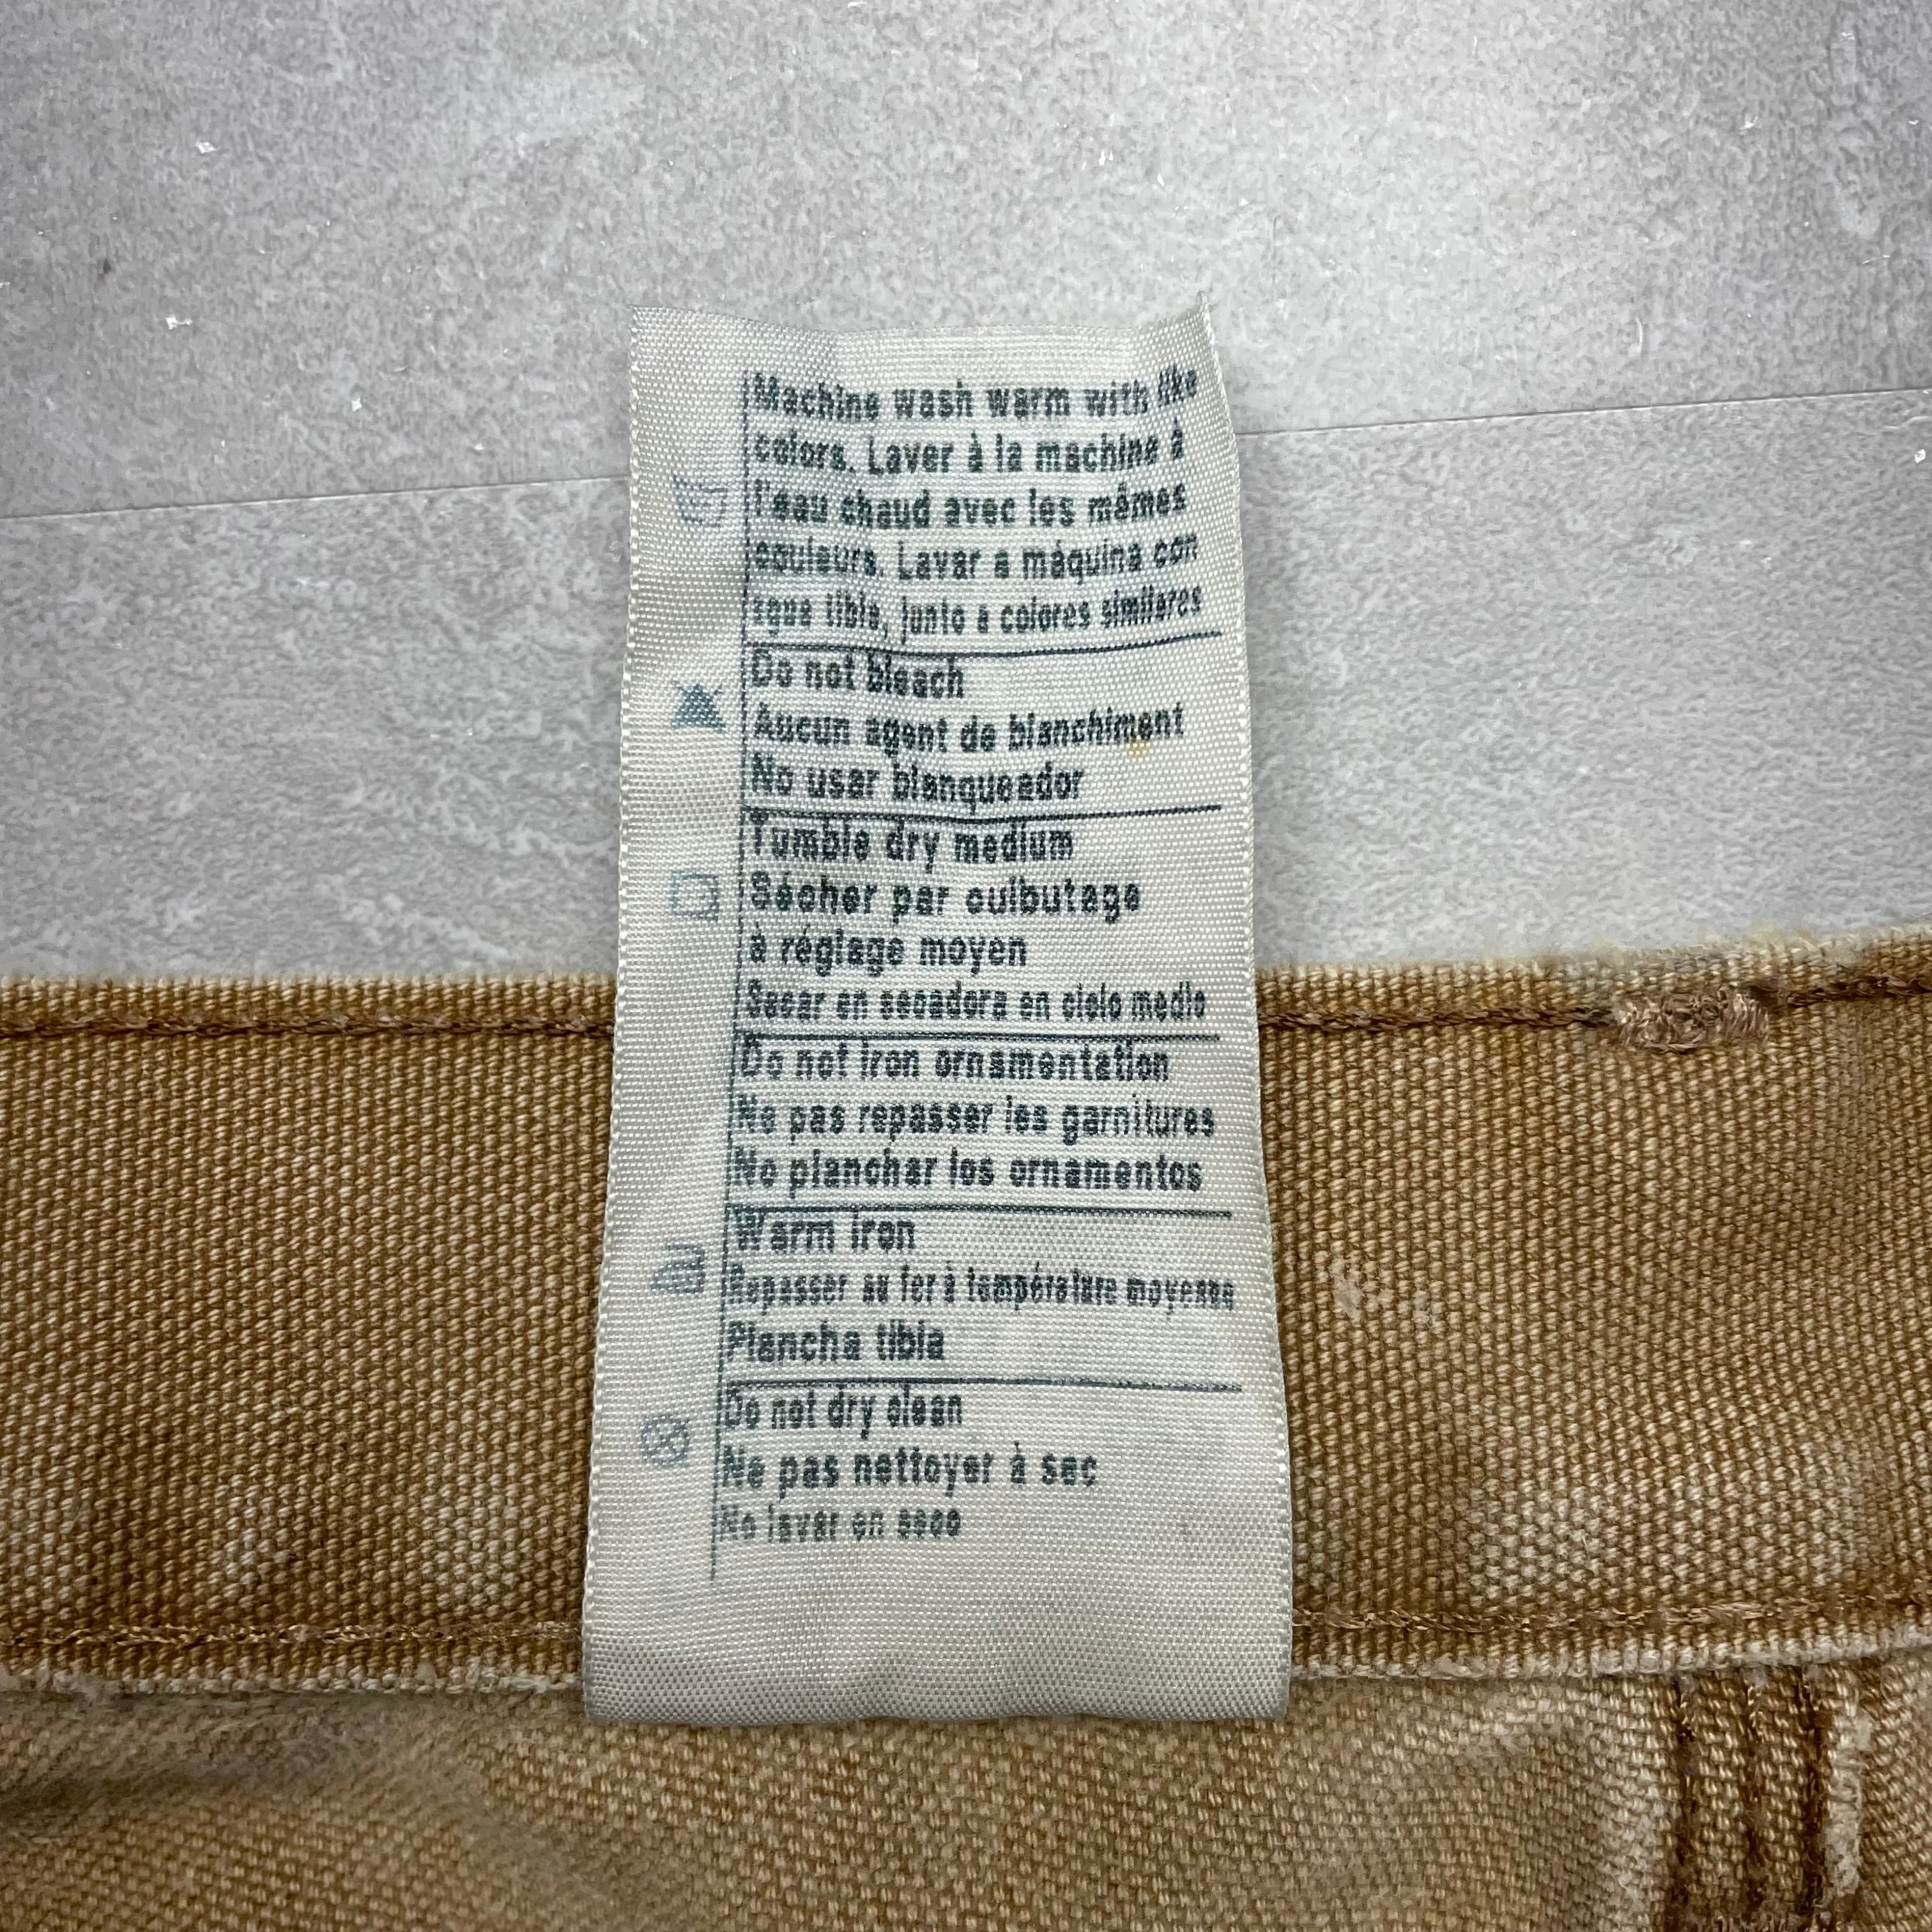 Machine wash warm with like
colors. Laver à la machine à
l'eau chaud avec les mêmes
couleurs. Lavar a máquina con
agua tibia, junto a colores similares
Do not bleach
Aucun agent de blanchiment
No usar blanqueador
Tumble dry medium
Sécher par culbutage
à réglage moyen
Secar en secadora en ciclo medio
Do not iron ornamentation
Ne pas repasser les garnitures
No planchar los ornamentos
Warm iron
Repasser au fer à température moyenne
Plancha tibia
Do not dry clean
Ne pas nettoyer à sec
No lavar en seco